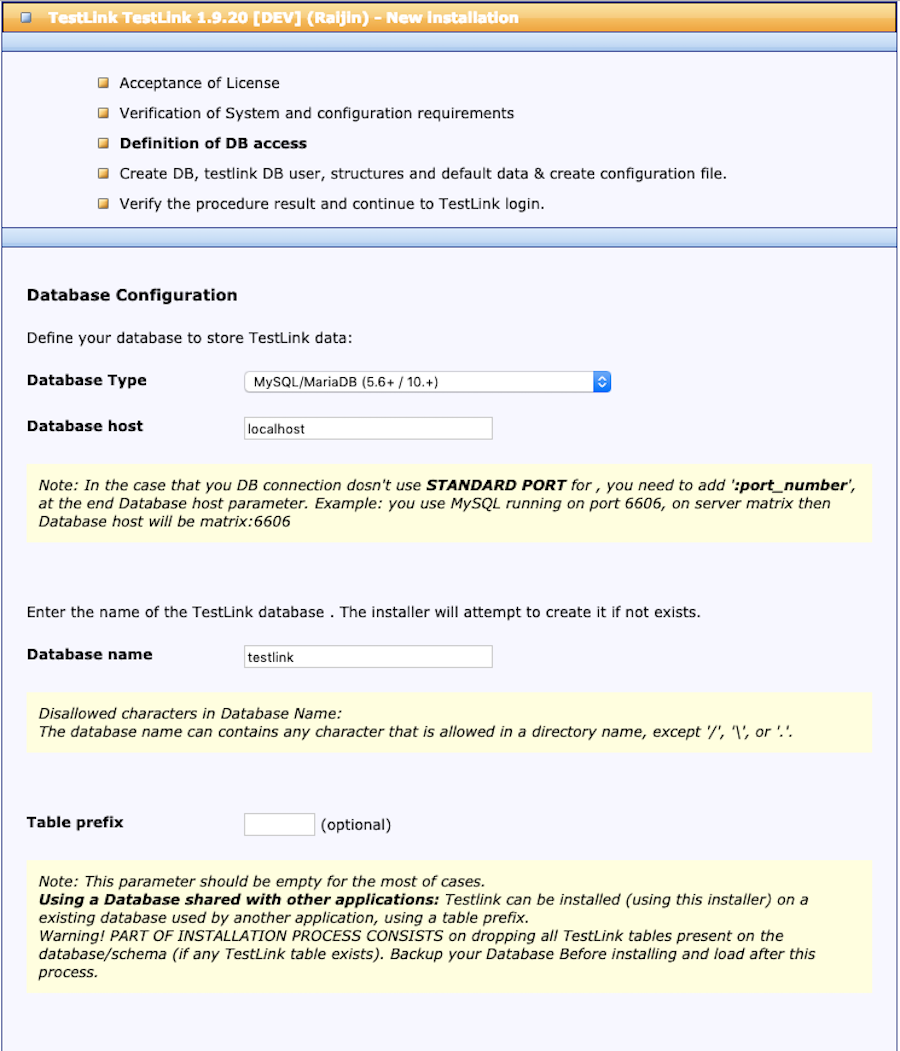 TestLink TestLink 1.9.20 [DEV] (Raijin) - New installation
Acceptance of License
Verification of System and configuration requirements
Definition of DB access
Create DB, testlink DB user, structures and default data & create configuration file.
Verify the procedure result and continue to TestLink login.
Database Configuration
Define your database to store TestLink data:
Database Type MySQL/MariaDB (5.6+ / 10.+)
Database host localhost
Note: In the case that you DB connection dosn't use STANDARD PORT for , you need to add ':port_number',
at the end Database host parameter. Example: you use MySQL running on port 6606, on server matrix then
Database host will be matrix:6606
Enter the name of the TestLink database . The installer will attempt to create it if not exists.
Database name testlink
Disallowed characters in Database Name:
The database name can contains any character that is allowed in a directory name, except '/', '\', or '.'.
Table prefix (optional)
Note: This parameter should be empty for the most of cases.
Using a Database shared with other applications: Testlink can be installed (using this installer) on a
existing database used by another application, using a table prefix.
Warning! PART OF INSTALLATION PROCESS CONSISTS on dropping all TestLink tables present on the
database/schema (if any TestLink table exists). Backup your Database Before installing and load after this
process.